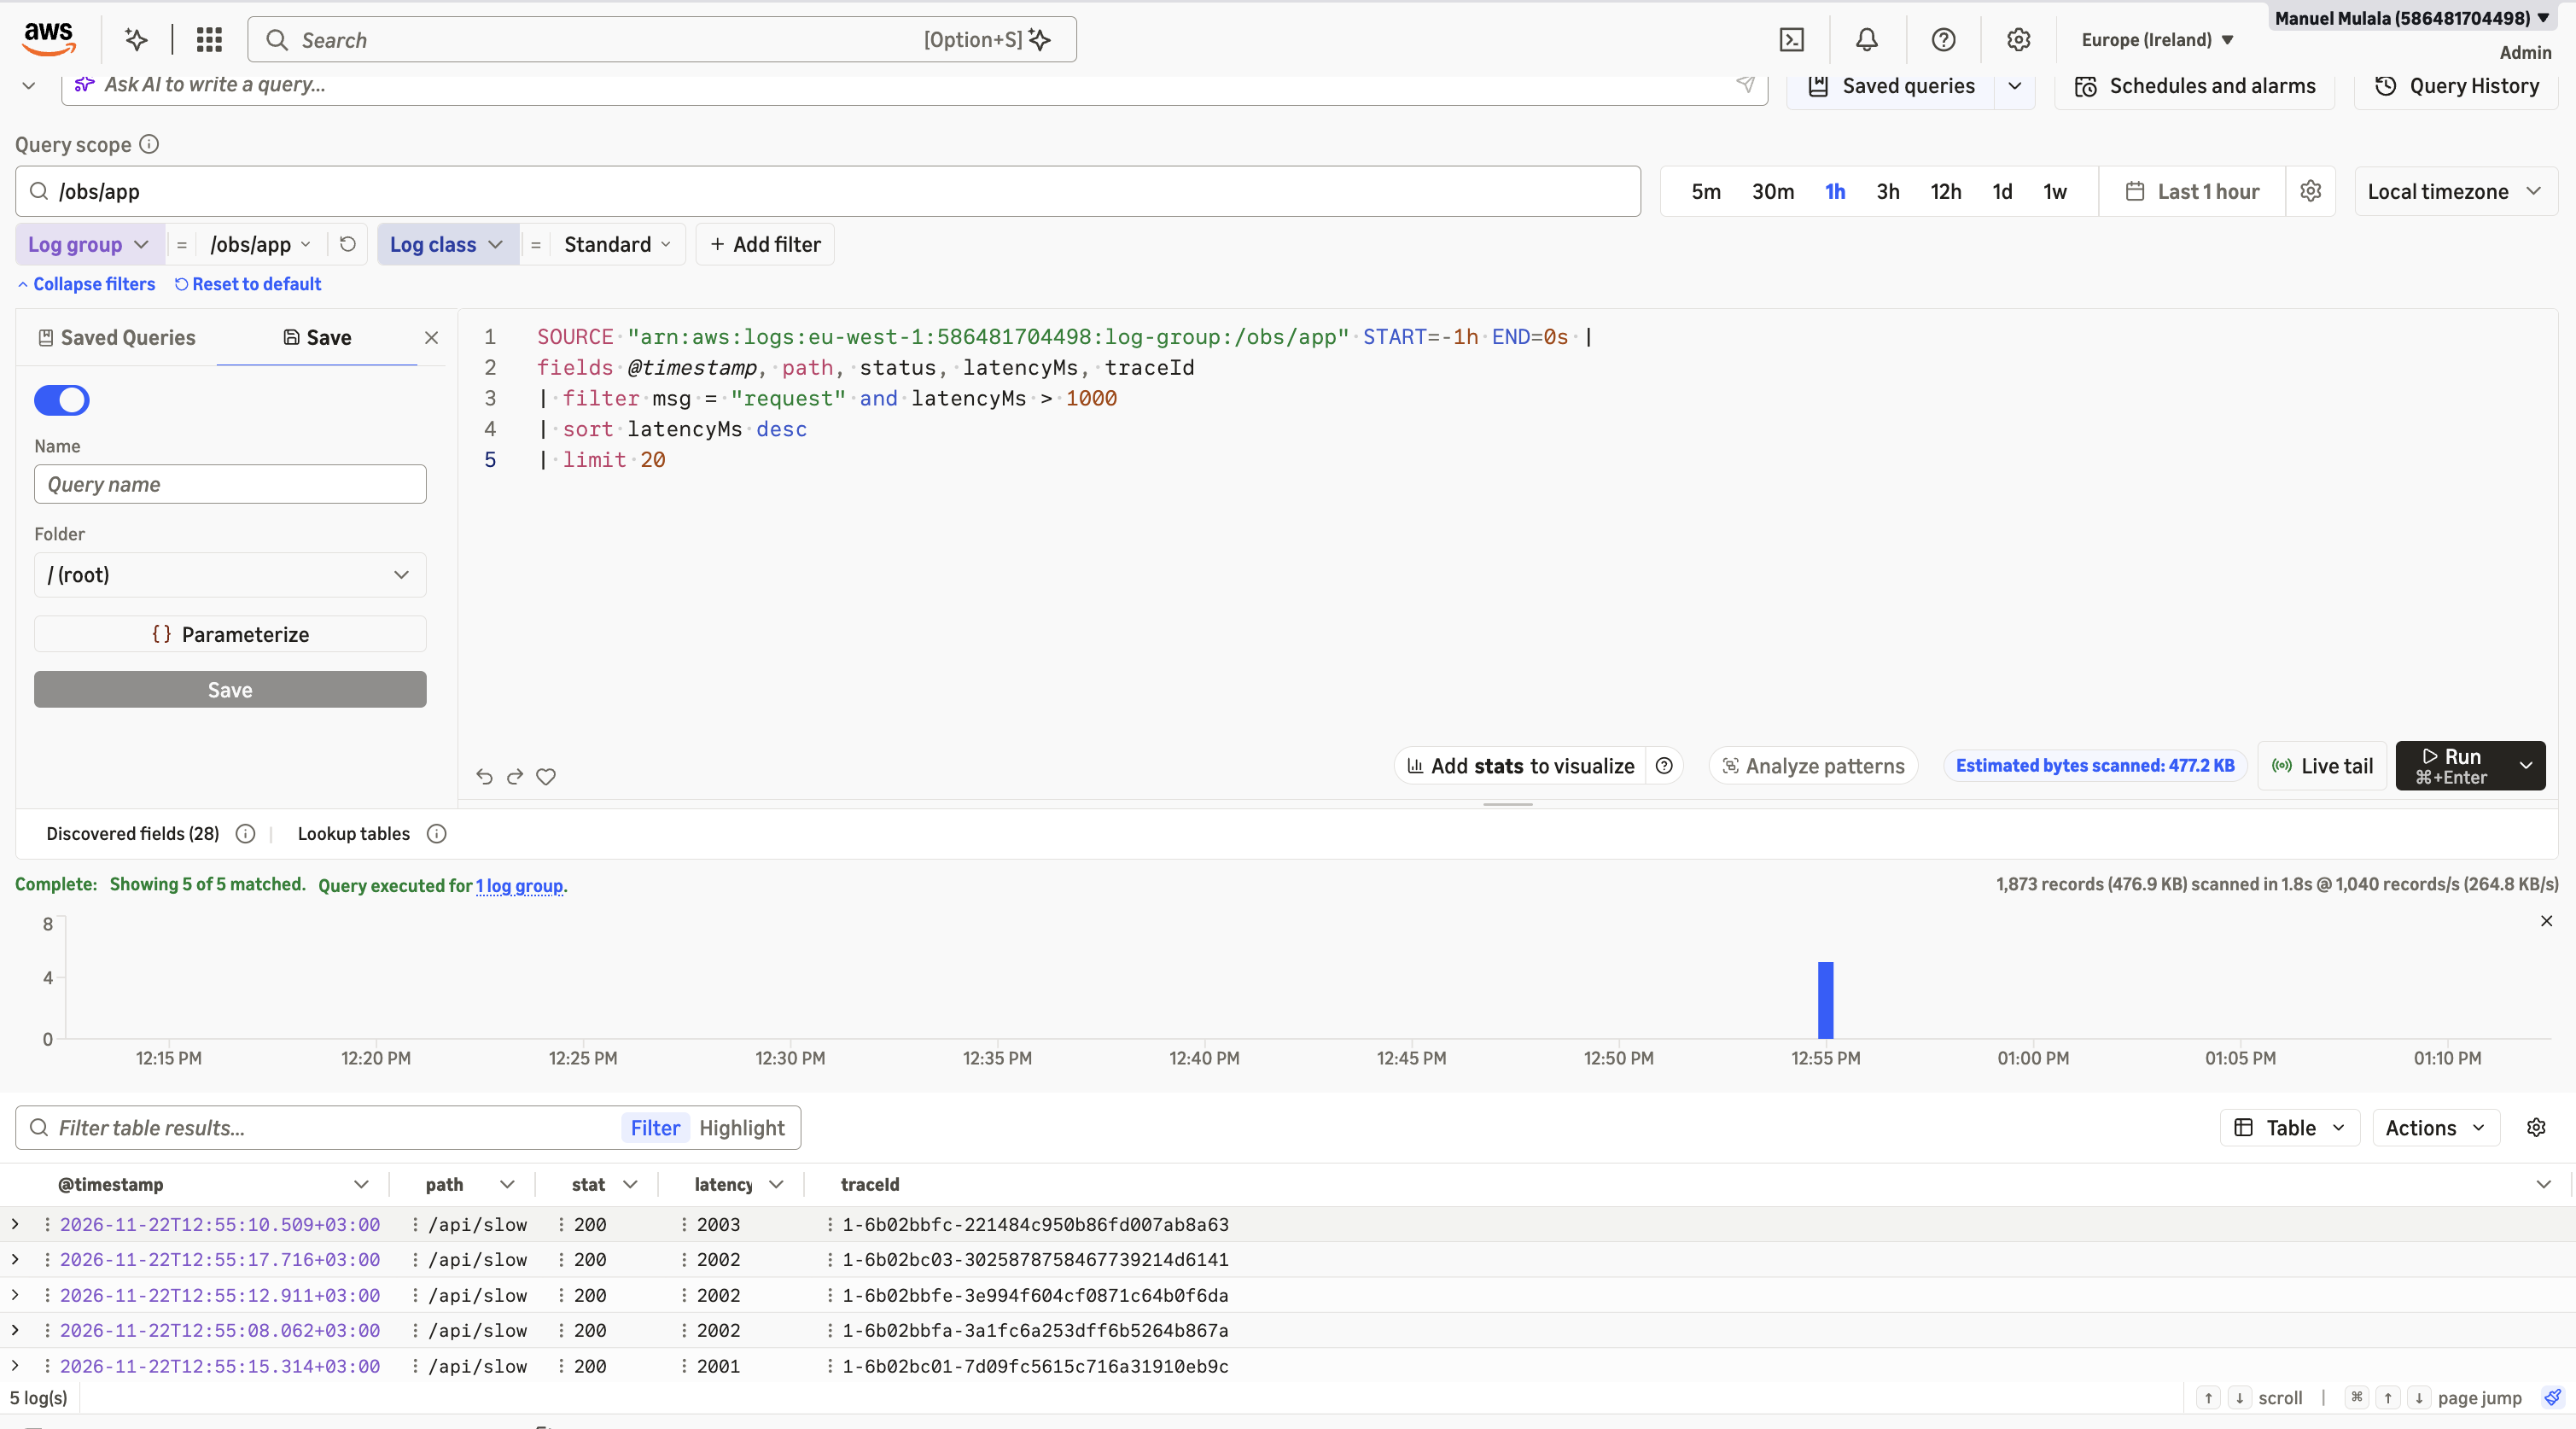 Manuel Mulala (586481704498) ▼
aws
Search [Option+S]
Europe (Ireland) ▼
Admin
Ask AI to write a query...
Saved queries
Schedules and alarms
Query History
Query scope
/obs/app
5m 30m 1h 3h 12h 1d 1w Last 1 hour
Local timezone
Log group = /obs/app
Log class = Standard
+ Add filter
Collapse filters
Reset to default
Saved Queries
Save
Name
Query name
Folder
/ (root)
{} Parameterize
Save
1 SOURCE "arn:aws:logs:eu-west-1:586481704498:log-group:/obs/app" START=-1h END=0s |
2 fields @timestamp, path, status, latencyMs, traceId
3 | filter msg = "request" and latencyMs > 1000
4 | sort latencyMs desc
5 | limit 20
Add stats to visualize
Analyze patterns
Estimated bytes scanned: 477.2 KB
Live tail
Run
⌘+Enter
Discovered fields (28)
Lookup tables
Complete: Showing 5 of 5 matched. Query executed for 1 log group.
1,873 records (476.9 KB) scanned in 1.8s @ 1,040 records/s (264.8 KB/s)
8
4
0
12:15 PM 12:20 PM 12:25 PM 12:30 PM 12:35 PM 12:40 PM 12:45 PM 12:50 PM 12:55 PM 01:00 PM 01:05 PM 01:10 PM
Filter table results... Filter Highlight
Table
Actions
@timestamp path stat latency traceId
2026-11-22T12:55:10.509+03:00 /api/slow 200 2003 1-6b02bbfc-221484c950b86fd007ab8a63
2026-11-22T12:55:17.716+03:00 /api/slow 200 2002 1-6b02bc03-3025878758467739214d6141
2026-11-22T12:55:12.911+03:00 /api/slow 200 2002 1-6b02bbfe-3e994f604cf0871c64b0f6da
2026-11-22T12:55:08.062+03:00 /api/slow 200 2002 1-6b02bbfa-3a1fc6a253dff6b5264b867a
2026-11-22T12:55:15.314+03:00 /api/slow 200 2001 1-6b02bc01-7d09fc5615c716a31910eb9c
5 log(s)
↑ ↓ scroll | ⌘ ↑ ↓ page jump